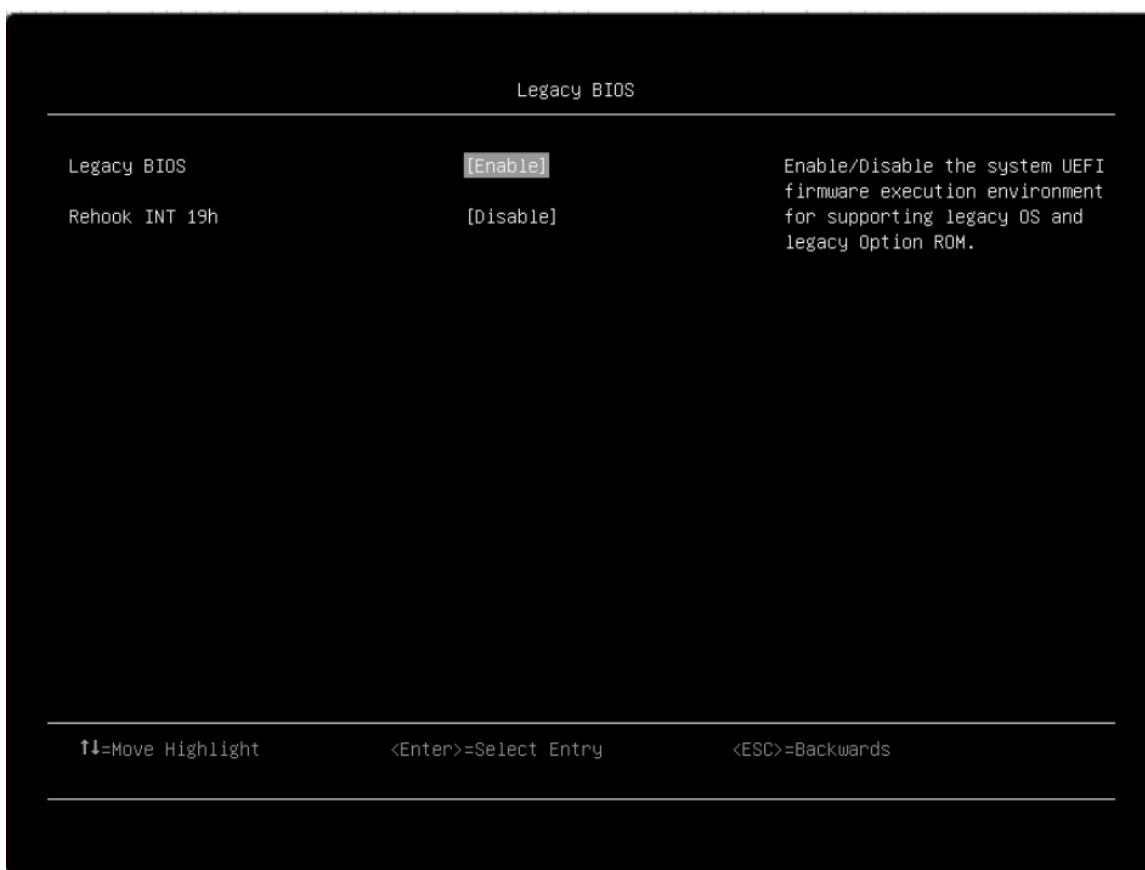 Legacy BIOS
Legacy BIOS [Enable]
Rehook INT 19h [Disable]
Enable/Disable the system UEFI
firmware execution environment
for supporting legacy OS and
legacy Option ROM.
↑↓=Move Highlight <Enter>=Select Entry <ESC>=Backwards